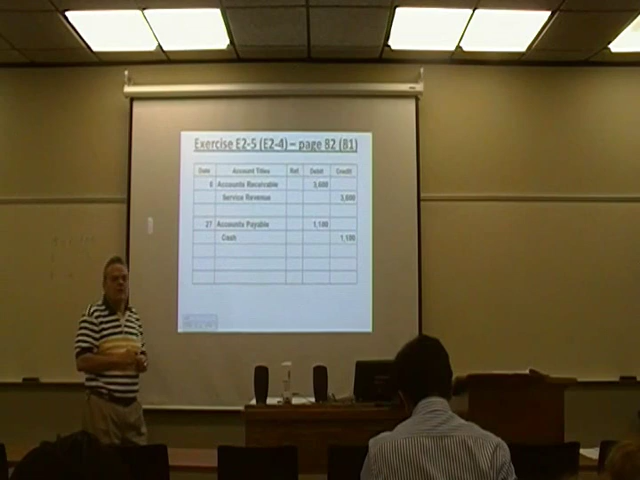 Exercise E2-5 (E2-4) – page 82 (81)
Date Account Titles Ref. Debit Credit
8 Accounts Receivable 3,600
Service Revenue 3,600
27 Accounts Payable 1,100
Cash 1,100